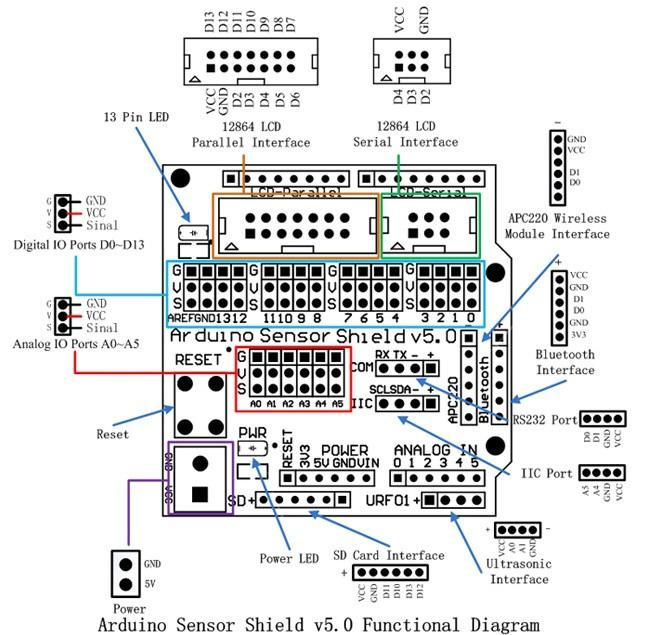 D13 D12 D11 D10 D9 D8 D7
VCC GND
VCC GND D2 D3 D4 D5 D6
D4 D3 D2
13 Pin LED
12864 LCD
Parallel Interface
12864 LCD
Serial Interface
-
GND
VCC
D1
D0
APC220 Wireless
Module Interface
LCD-Parallel
LCD-Serial
G GND
V VCC
S Sinal
Digital IO Ports D0~D13
G G G G
V V V V
S S S S
AREF GND 13 12 11 10 9 8 7 6 5 4 3 2 1 0
+
VCC
GND
D1
D0
GND
3V3
Bluetooth
Interface
G GND
V VCC
S Sinal
Analog IO Ports A0~A5
Arduino Sensor Shield v5.0
RESET
G
V
S
A0 A1 A2 A3 A4 A5
RX TX - +
COM
SCL SDA - +
IIC
- +
APC220
Bluetooth
RS232 Port
D0 D1 GND VCC
Reset
IIC Port
A5 A4 GND VCC
GND
VCC
PWR
RESET
3V3 5V GND VIN
POWER
ANALOG IN
0 1 2 3 4 5
SD+
URF01+
+ -
VCC A0 A1 GND
Ultrasonic
Interface
Power LED
SD Card Interface
+
VCC GND D11 D10 D13 D12
GND
5V
Power
Arduino Sensor Shield v5.0 Functional Diagram